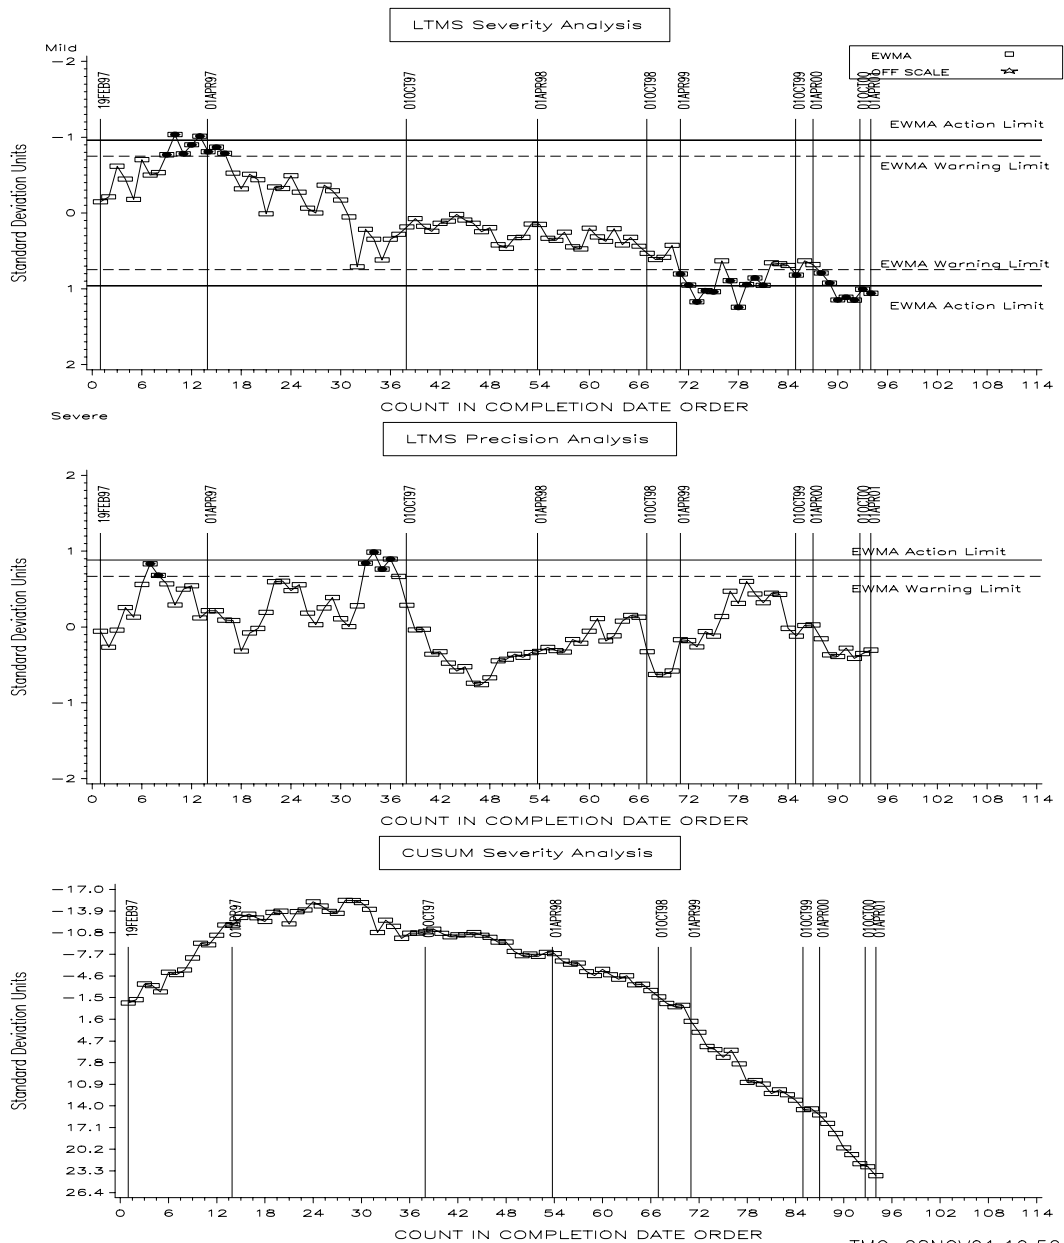 LTMS Severity Analysis
Mild
EWMA
OFF SCALE
−2
−1
0
1
2
Standard Deviation Units
19FEB97
01APR97
01OCT97
01APR98
01OCT98
01APR99
01OCT99
01APR00
01OCT00
01APR01
EWMA Action Limit
EWMA Warning Limit
EWMA Warning Limit
EWMA Action Limit
0 6 12 18 24 30 36 42 48 54 60 66 72 78 84 90 96 102 108 114
COUNT IN COMPLETION DATE ORDER
Severe
LTMS Precision Analysis
2
1
0
−1
−2
Standard Deviation Units
19FEB97
01APR97
01OCT97
01APR98
01OCT98
01APR99
01OCT99
01APR00
01OCT00
01APR01
EWMA Action Limit
EWMA Warning Limit
0 6 12 18 24 30 36 42 48 54 60 66 72 78 84 90 96 102 108 114
COUNT IN COMPLETION DATE ORDER
CUSUM Severity Analysis
−17.0
−13.9
−10.8
−7.7
−4.6
−1.5
1.6
4.7
7.8
10.9
14.0
17.1
20.2
23.3
26.4
Standard Deviation Units
19FEB97
01APR97
01OCT97
01APR98
01OCT98
01APR99
01OCT99
01APR00
01OCT00
01APR01
0 6 12 18 24 30 36 42 48 54 60 66 72 78 84 90 96 102 108 114
COUNT IN COMPLETION DATE ORDER